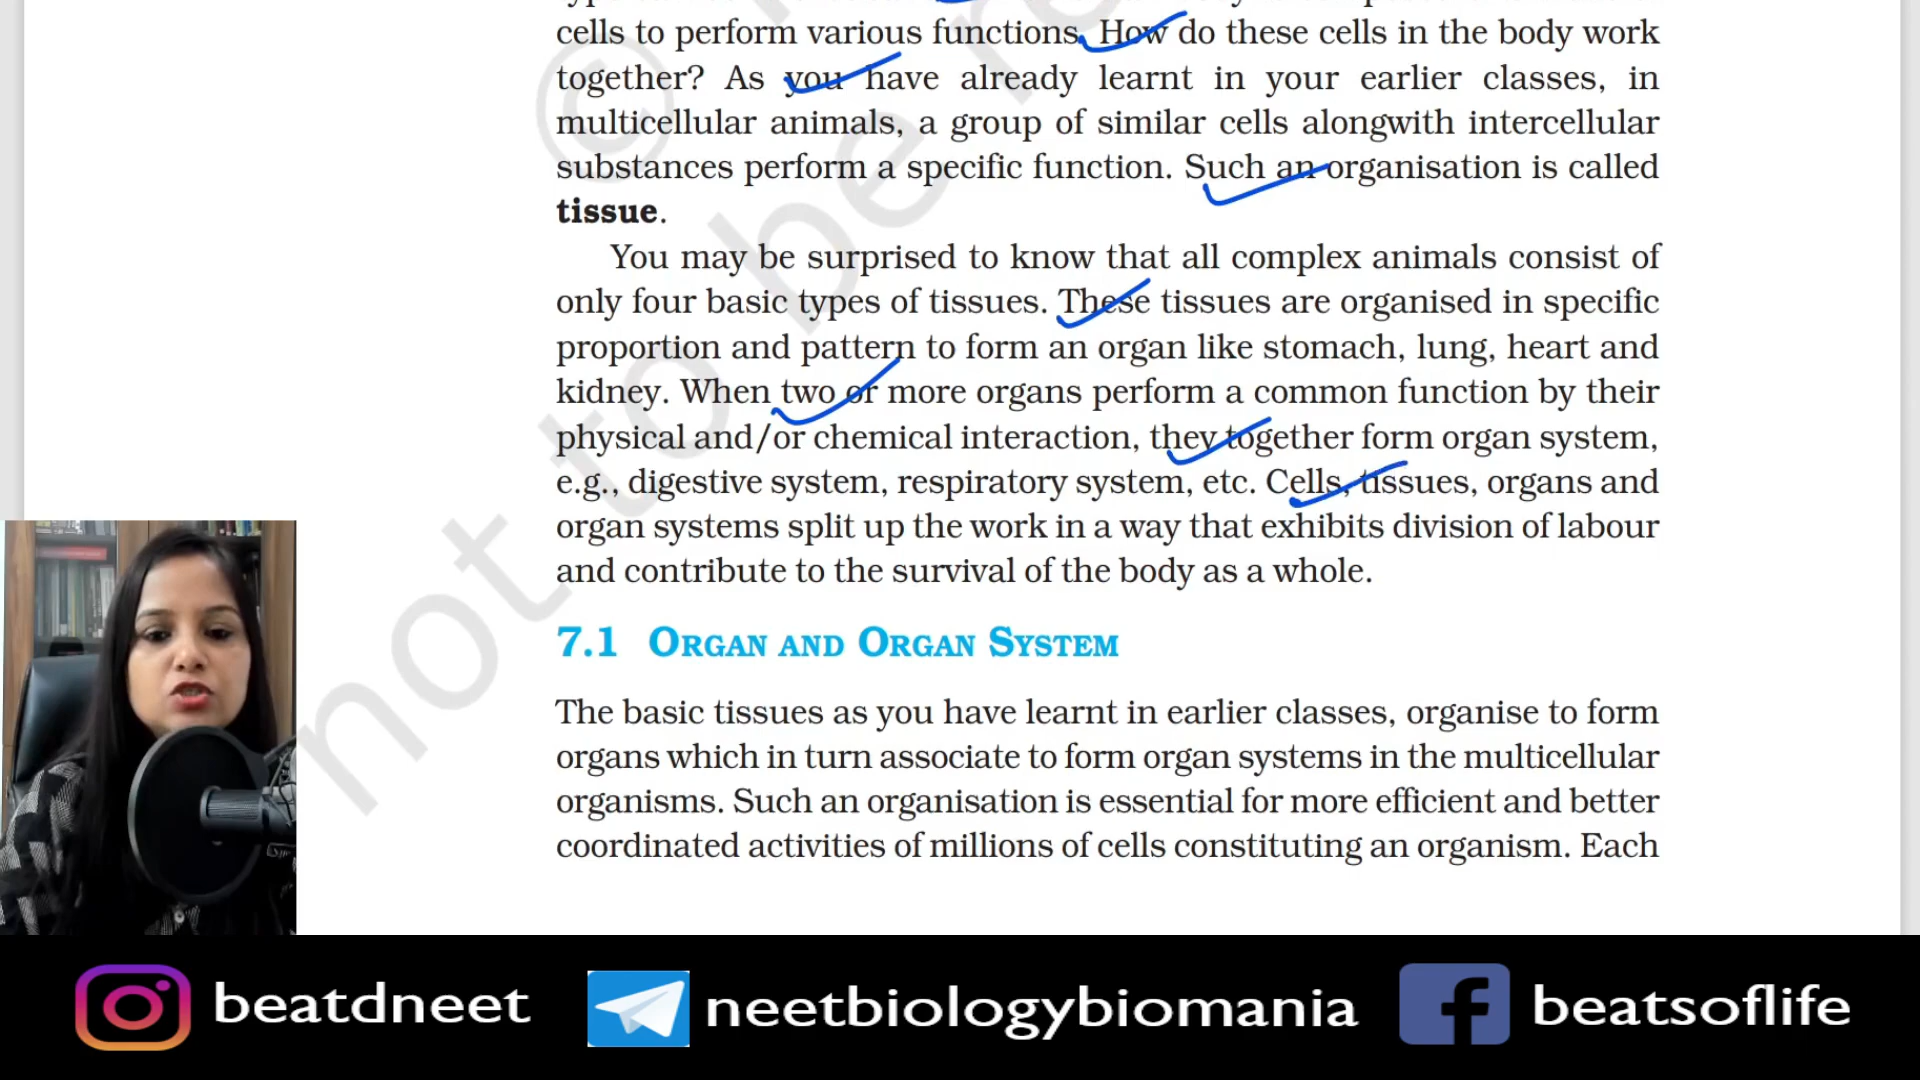 cells to perform various functions. How do these cells in the body work
together? As you have already learnt in your earlier classes, in
multicellular animals, a group of similar cells alongwith intercellular
substances perform a specific function. Such an organisation is called
tissue.
You may be surprised to know that all complex animals consist of
only four basic types of tissues. These tissues are organised in specific
proportion and pattern to form an organ like stomach, lung, heart and
kidney. When two or more organs perform a common function by their
physical and/or chemical interaction, they together form organ system,
e.g., digestive system, respiratory system, etc. Cells, tissues, organs and
organ systems split up the work in a way that exhibits division of labour
and contribute to the survival of the body as a whole.
7.1 ORGAN AND ORGAN SYSTEM
The basic tissues as you have learnt in earlier classes, organise to form
organs which in turn associate to form organ systems in the multicellular
organisms. Such an organisation is essential for more efficient and better
coordinated activities of millions of cells constituting an organism. Each
© not to be re
beatdneet
neetbiologybiomania
beatsoflife